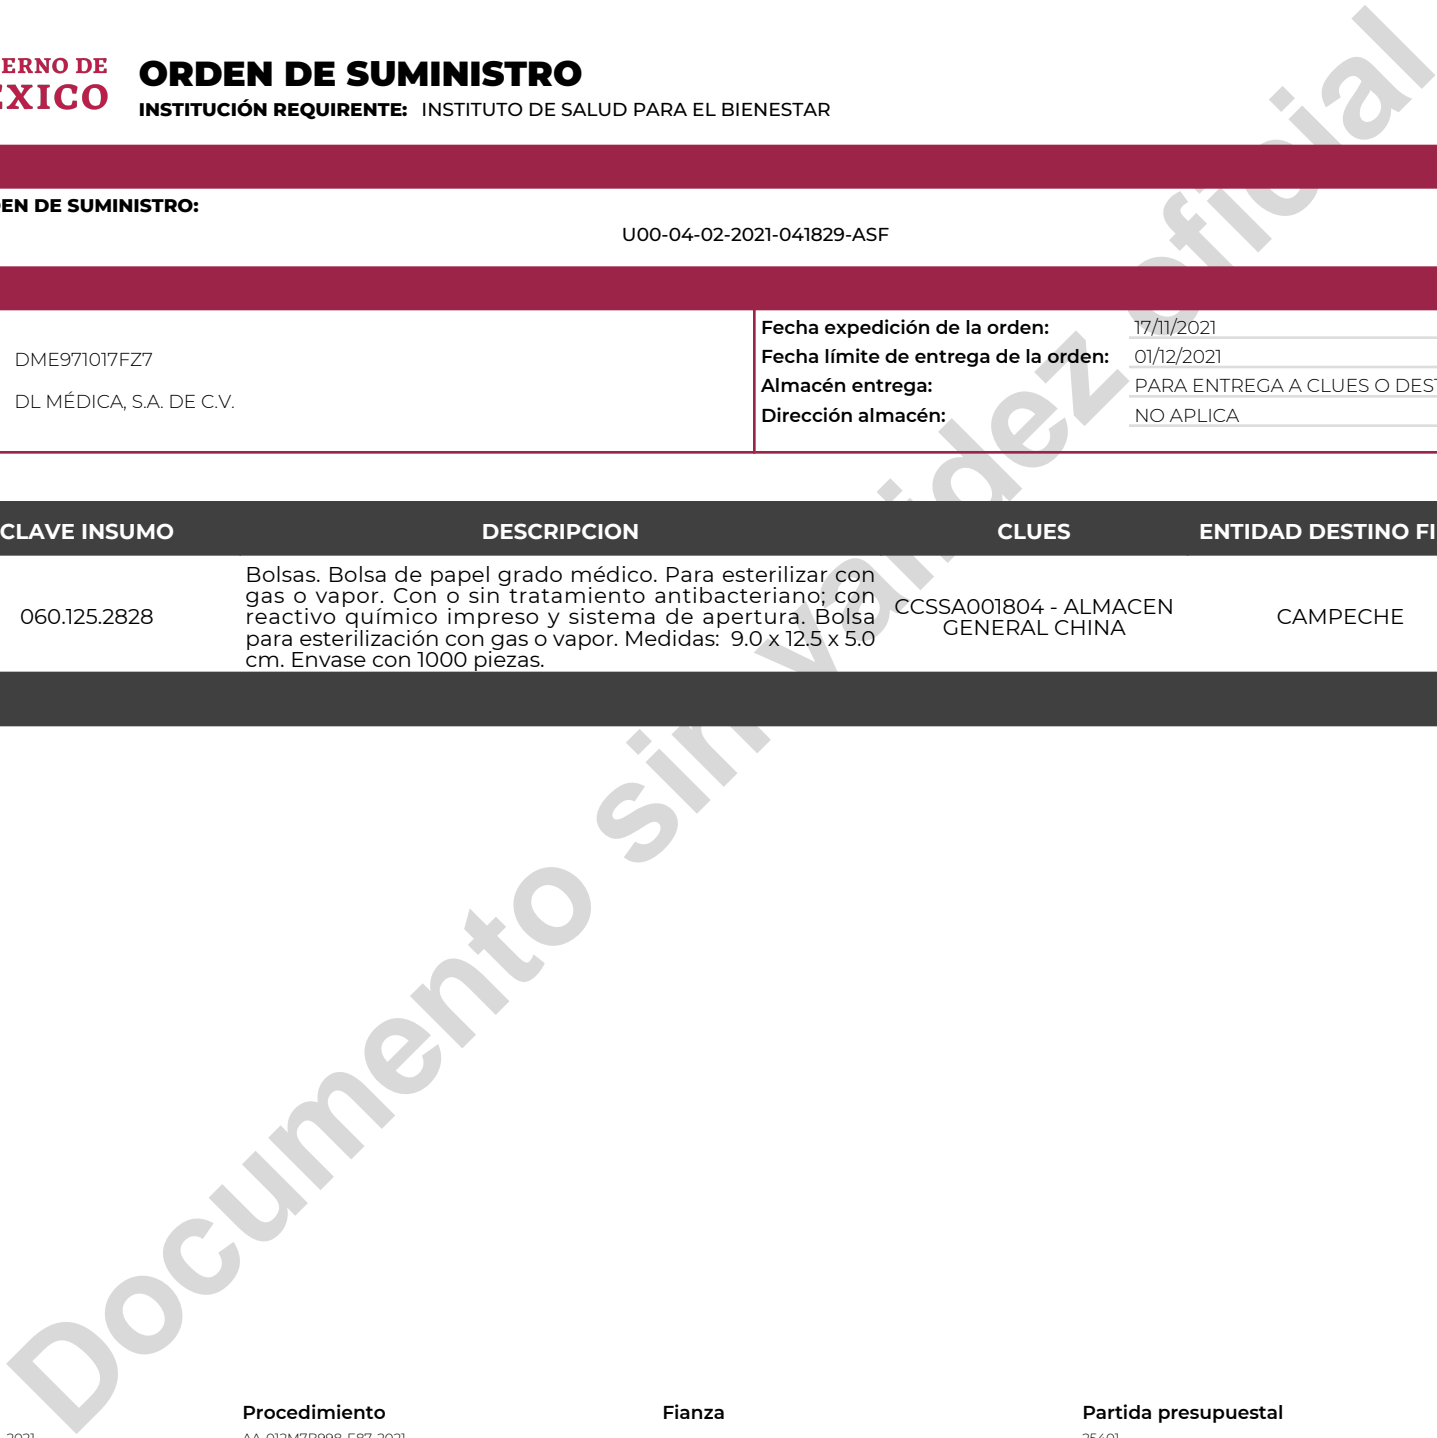 ERNO DE
EXICO
ORDEN DE SUMINISTRO
INSTITUCIÓN REQUIRENTE: INSTITUTO DE SALUD PARA EL BIENESTAR
EN DE SUMINISTRO:
U00-04-02-2021-041829-ASF
DME971017FZ7
DL MÉDICA, S.A. DE C.V.
Fecha expedición de la orden: 17/11/2021
Fecha límite de entrega de la orden: 01/12/2021
Almacén entrega: PARA ENTREGA A CLUES O DEST
Dirección almacén: NO APLICA
CLAVE INSUMO DESCRIPCION CLUES ENTIDAD DESTINO FI
060.125.2828
Bolsas. Bolsa de papel grado médico. Para esterilizar con
gas o vapor. Con o sin tratamiento antibacteriano; con
reactivo químico impreso y sistema de apertura. Bolsa
para esterilización con gas o vapor. Medidas: 9.0 x 12.5 x 5.0
cm. Envase con 1000 piezas.
CCSSA001804 - ALMACEN
GENERAL CHINA
CAMPECHE
Documento sin validez oficial
Procedimiento Fianza Partida presupuestal